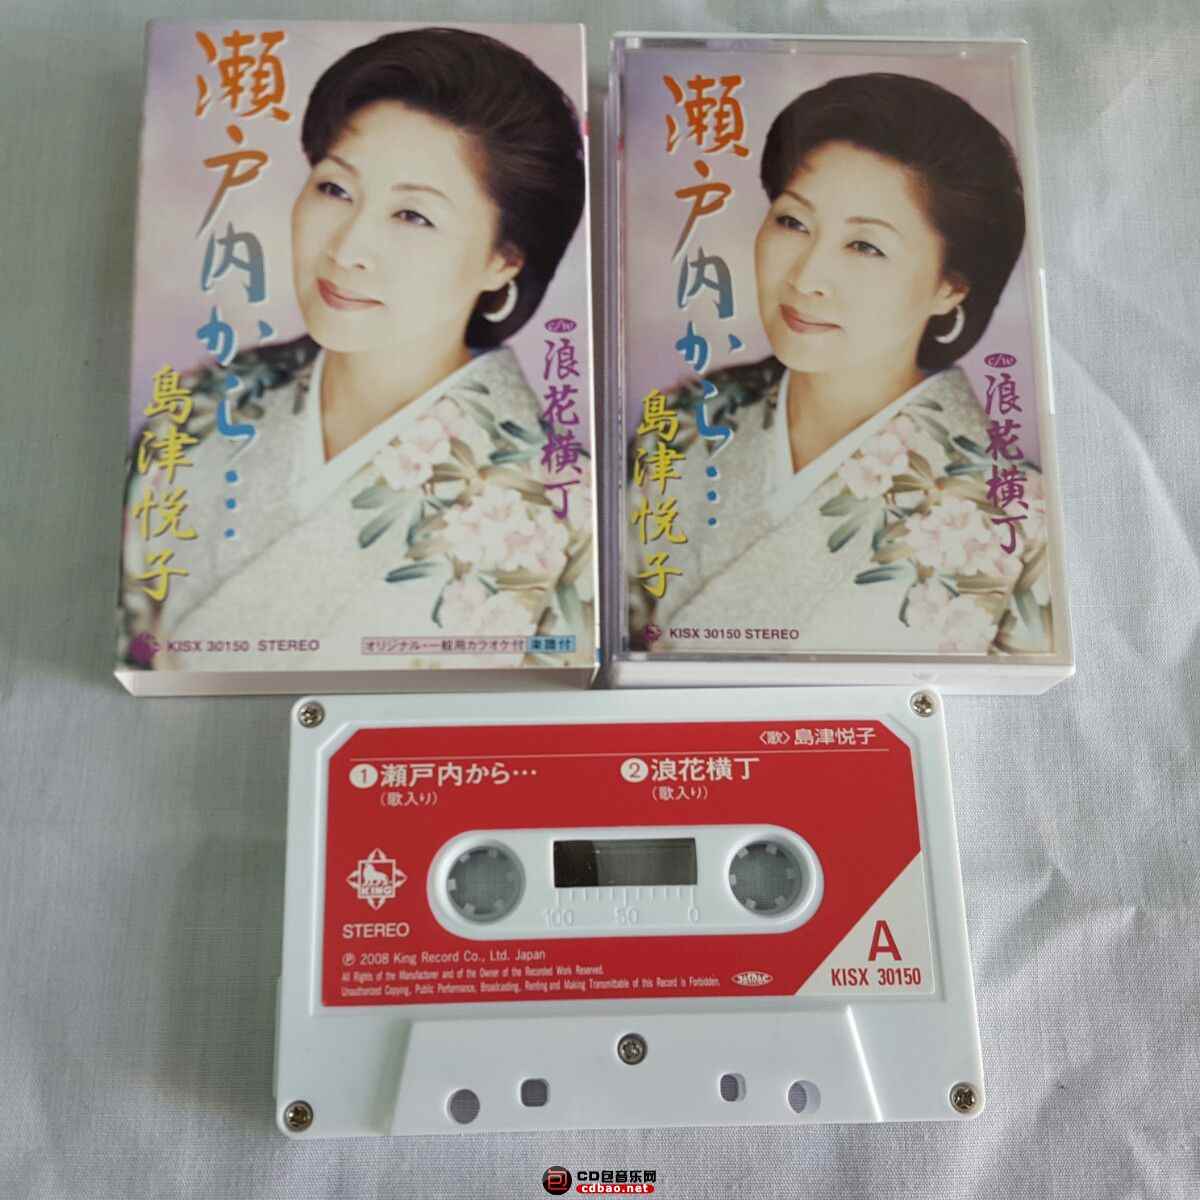 瀬戸内から…
島津悦子
c/w
浪花横丁
KISX 30150 STEREO
オリジナル・一般用カラオケ付
楽譜付
瀬戸内から…
島津悦子
c/w
浪花横丁
KISX 30150 STEREO
〈歌〉島津悦子
①瀬戸内から…
(歌入り)
②浪花横丁
(歌入り)
KING
STEREO
100 50 0
Ⓟ 2008 King Record Co., Ltd. Japan
All Rights of the Manufacturer and of the Owner of the Recorded Work Reserved.
Unauthorized Copying, Public Performance, Broadcasting, Renting and Making Transmittable of this Record is Forbidden.
JASRAC
A
KISX 30150
CD包音乐网
cdbao.net